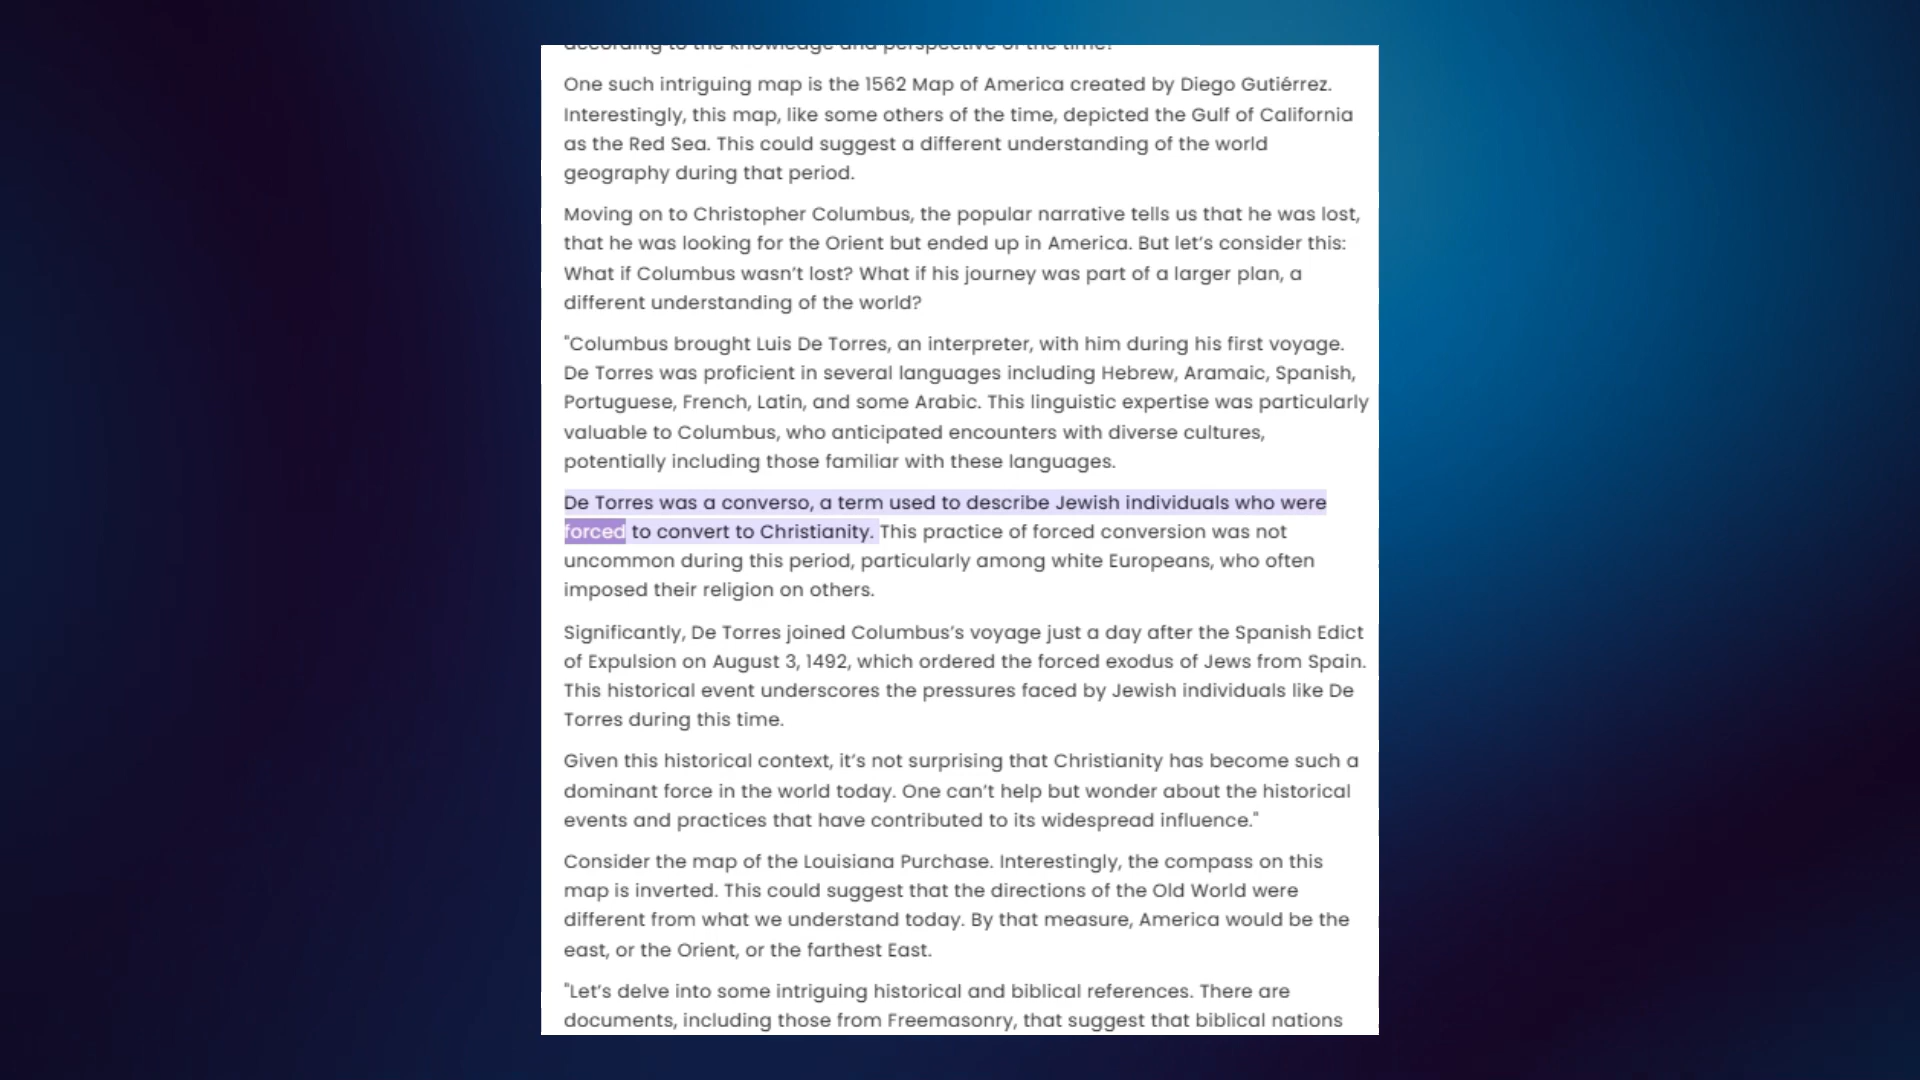 according to the knowledge and perspective of the time?
One such intriguing map is the 1562 Map of America created by Diego Gutiérrez.
Interestingly, this map, like some others of the time, depicted the Gulf of California
as the Red Sea. This could suggest a different understanding of the world
geography during that period.
Moving on to Christopher Columbus, the popular narrative tells us that he was lost,
that he was looking for the Orient but ended up in America. But let's consider this:
What if Columbus wasn't lost? What if his journey was part of a larger plan, a
different understanding of the world?
"Columbus brought Luis De Torres, an interpreter, with him during his first voyage.
De Torres was proficient in several languages including Hebrew, Aramaic, Spanish,
Portuguese, French, Latin, and some Arabic. This linguistic expertise was particularly
valuable to Columbus, who anticipated encounters with diverse cultures,
potentially including those familiar with these languages.
De Torres was a converso, a term used to describe Jewish individuals who were
forced to convert to Christianity. This practice of forced conversion was not
uncommon during this period, particularly among white Europeans, who often
imposed their religion on others.
Significantly, De Torres joined Columbus's voyage just a day after the Spanish Edict
of Expulsion on August 3, 1492, which ordered the forced exodus of Jews from Spain.
This historical event underscores the pressures faced by Jewish individuals like De
Torres during this time.
Given this historical context, it's not surprising that Christianity has become such a
dominant force in the world today. One can't help but wonder about the historical
events and practices that have contributed to its widespread influence."
Consider the map of the Louisiana Purchase. Interestingly, the compass on this
map is inverted. This could suggest that the directions of the Old World were
different from what we understand today. By that measure, America would be the
east, or the Orient, or the farthest East.
"Let's delve into some intriguing historical and biblical references. There are
documents, including those from Freemasonry, that suggest that biblical nations